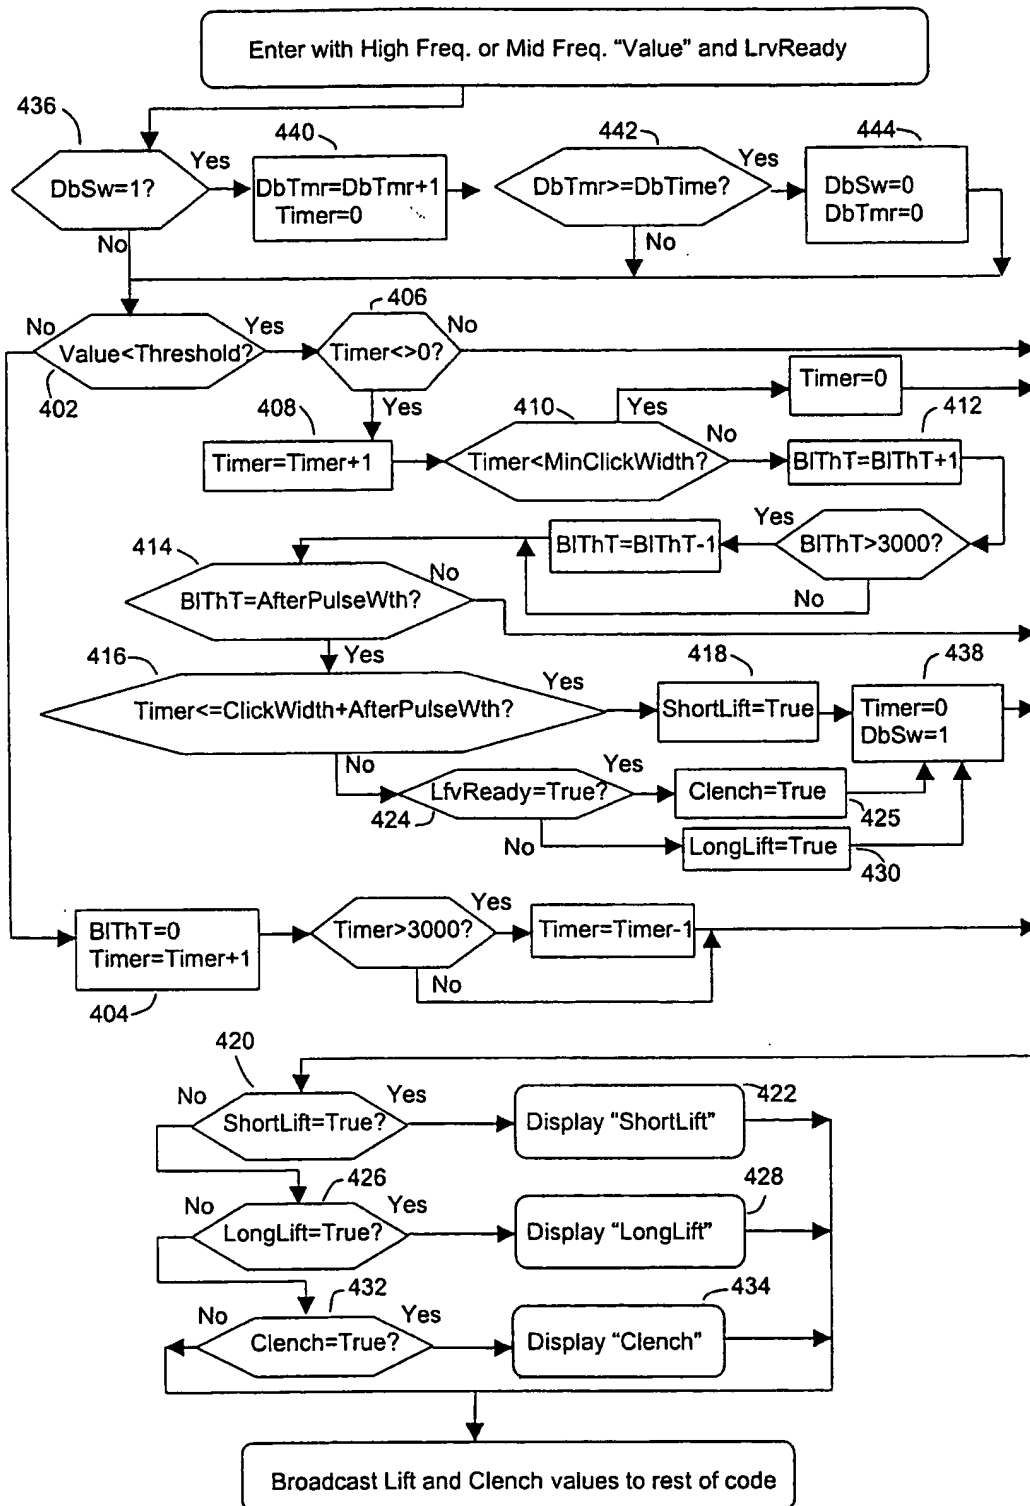 Enter with High Freq. or Mid Freq. “Value” and LrvReady
436
DbSw=1?
Yes
No
440
DbTmr=DbTmr+1
Timer=0
442
DbTmr>=DbTime?
Yes
No
444
DbSw=0
DbTmr=0
No
Value<Threshold?
Yes
402
406
Timer<>0?
No
Yes
408
Timer=Timer+1
410
Timer<MinClickWidth?
Yes
No
Timer=0
412
BlThT=BlThT+1
BlThT>3000?
Yes
No
BlThT=BlThT-1
414
BlThT=AfterPulseWth?
No
Yes
416
Timer<=ClickWidth+AfterPulseWth?
Yes
No
418
ShortLift=True
438
Timer=0
DbSw=1
LfvReady=True?
Yes
424
No
Clench=True
425
LongLift=True
430
BlThT=0
Timer=Timer+1
404
Timer>3000?
Yes
No
Timer=Timer-1
420
No
ShortLift=True?
Yes
422
Display "ShortLift"
426
No
LongLift=True?
Yes
428
Display “LongLift”
432
No
Clench=True?
Yes
434
Display “Clench”
Broadcast Lift and Clench values to rest of code